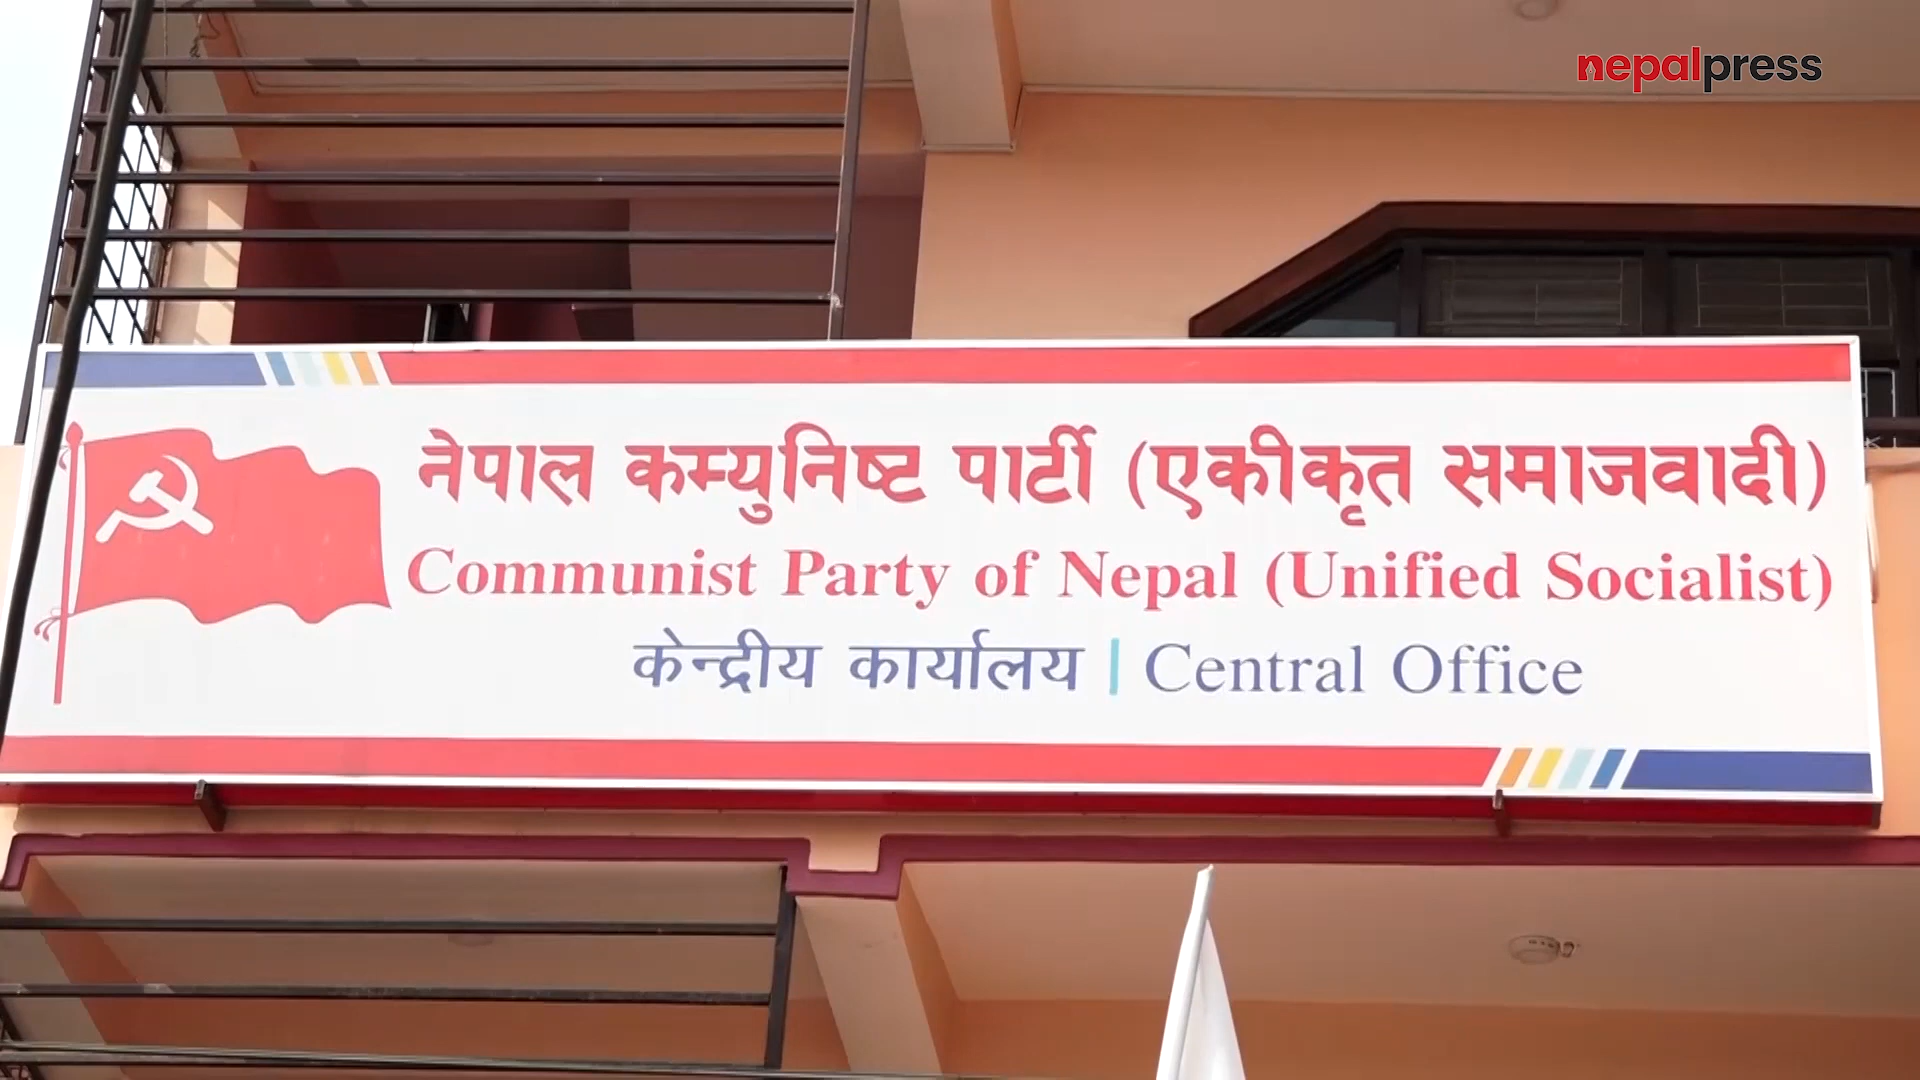 nepalpress
नेपाल कम्युनिष्ट पार्टी (एकीकृत समाजवादी)
Communist Party of Nepal (Unified Socialist)
केन्द्रीय कार्यालय | Central Office